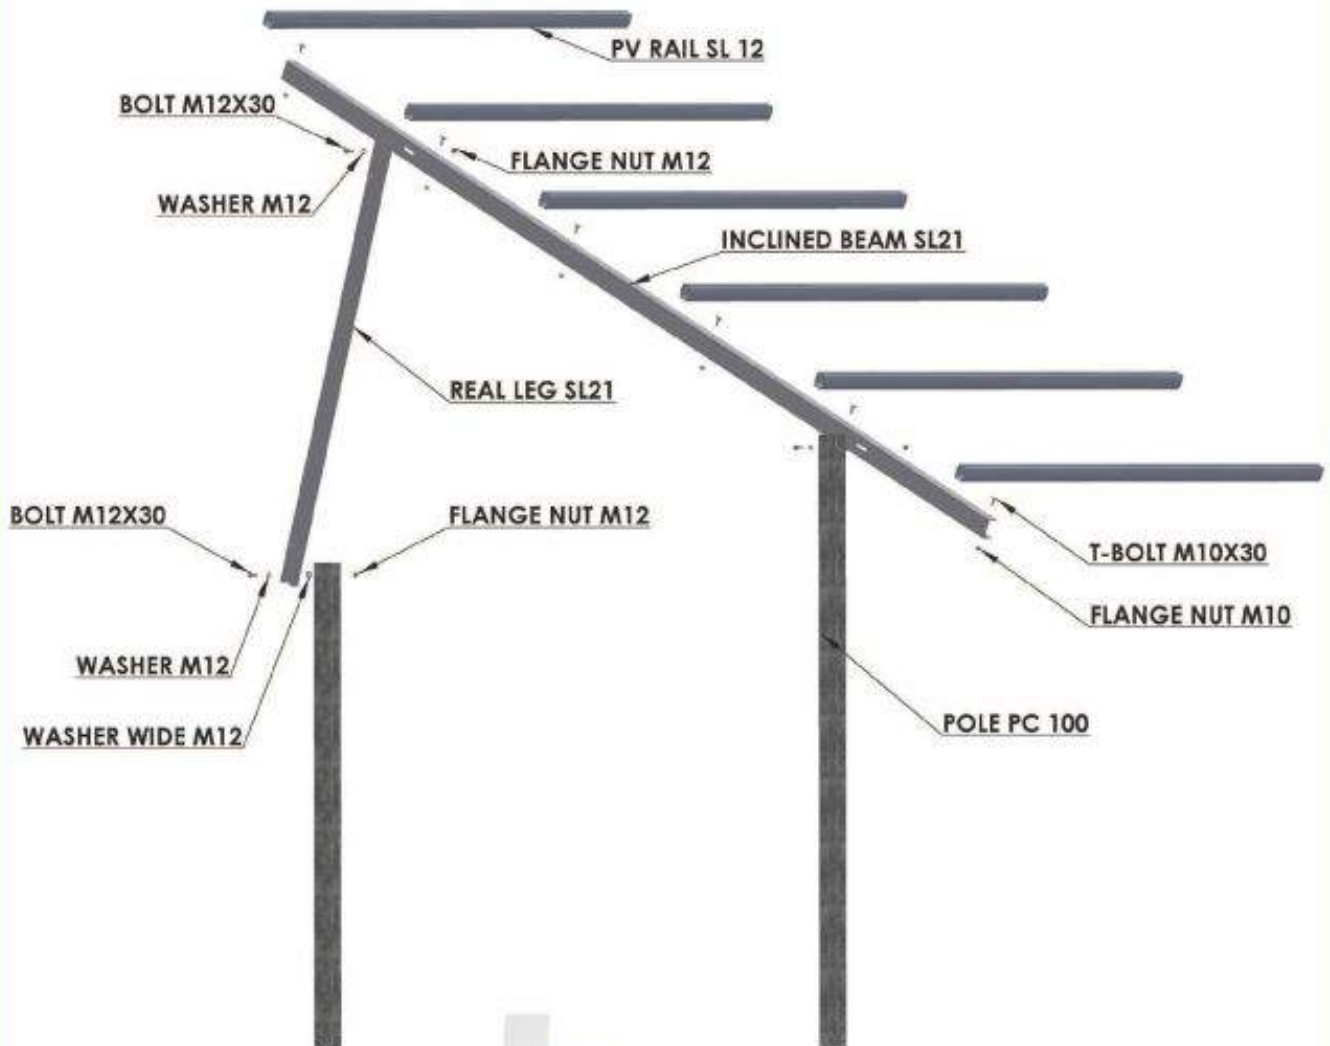 PV RAIL SL 12
BOLT M12X30
FLANGE NUT M12
WASHER M12
INCLINED BEAM SL21
REAL LEG SL21
BOLT M12X30
FLANGE NUT M12
T-BOLT M10X30
FLANGE NUT M10
WASHER M12
WASHER WIDE M12
POLE PC 100